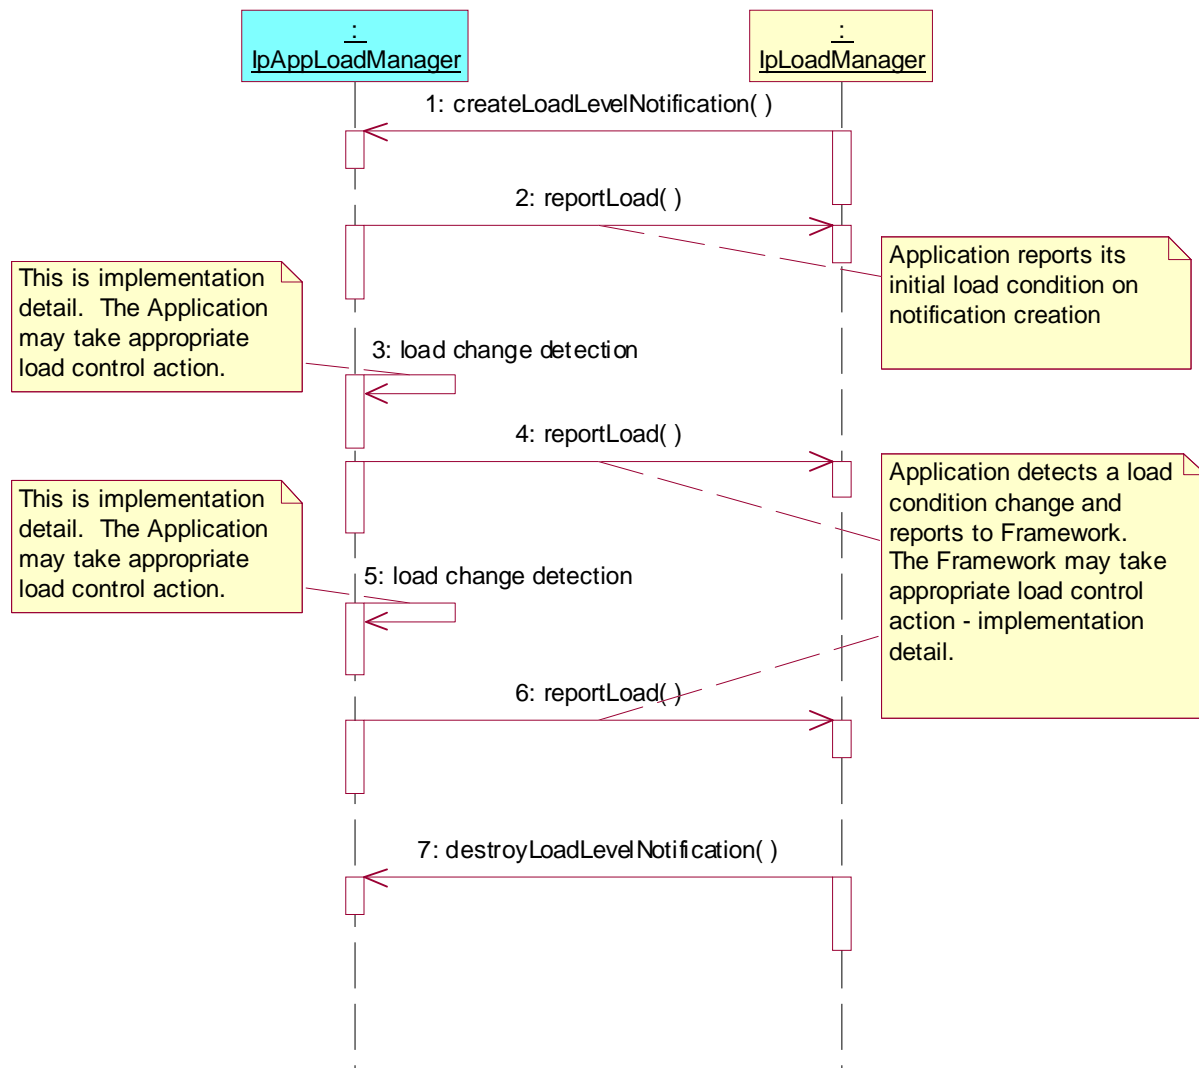 :
IpAppLoadManager
:
IpLoadManager
1: createLoadLevelNotification( )
2: reportLoad( )
Application reports its
initial load condition on
notification creation
This is implementation
detail.  The Application
may take appropriate
load control action.
3: load change detection
4: reportLoad( )
Application detects a load
condition change and
reports to Framework.
The Framework may take
appropriate load control
action - implementation
detail.
This is implementation
detail.  The Application
may take appropriate
load control action.
5: load change detection
6: reportLoad( )
7: destroyLoadLevelNotification( )